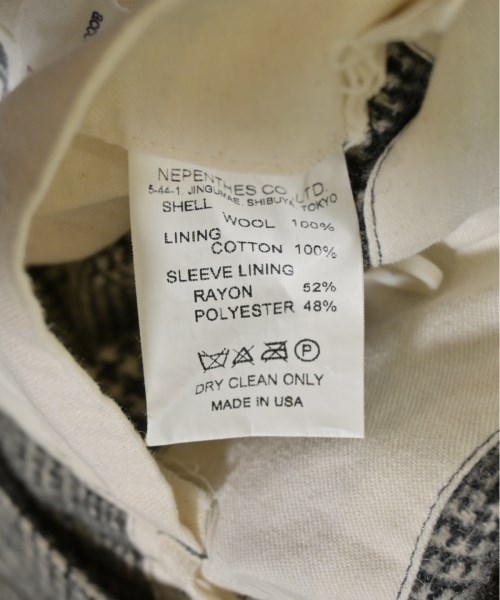 NEPENTHES CO., LTD.
5-44-1, JINGUMAE, SHIBUYA, TOKYO
SHELL
WOOL 100%
LINING
COTTON 100%
SLEEVE LINING
RAYON 52%
POLYESTER 48%
P
DRY CLEAN ONLY
MADE IN USA